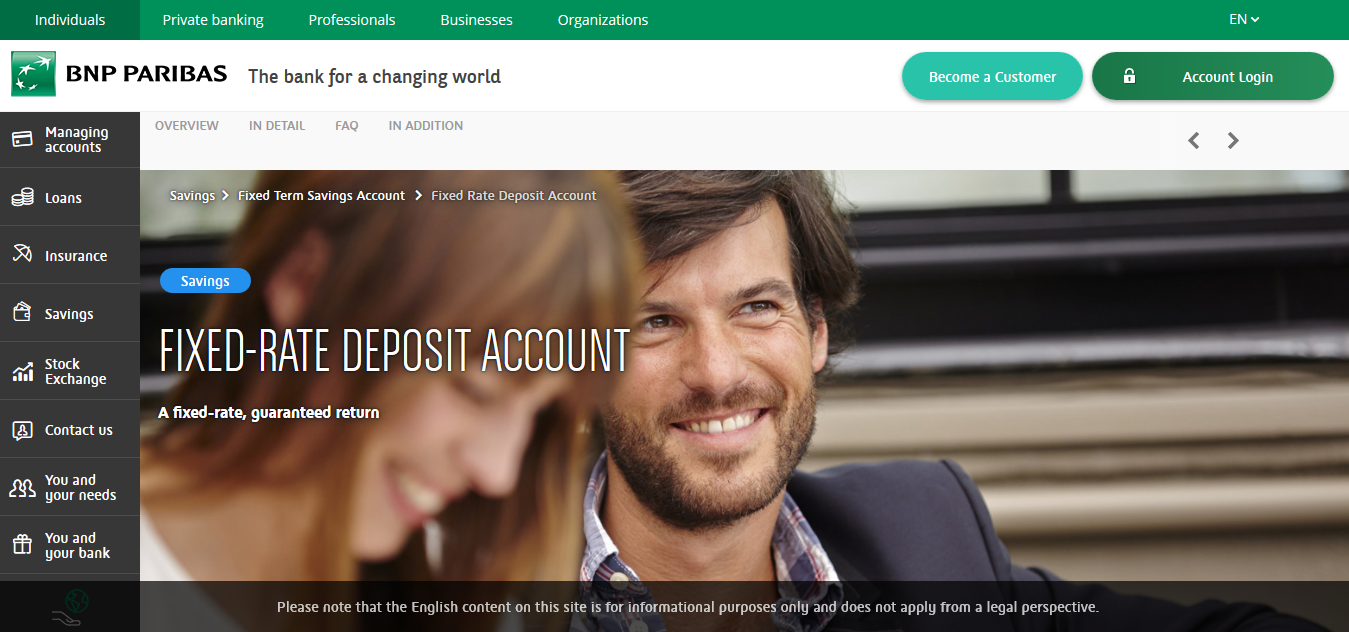 Individuals
Private banking
Professionals
Businesses
Organizations
EN
BNP PARIBAS
The bank for a changing world
Become a Customer
Account Login
Managing
accounts
Loans
Insurance
Savings
Stock
Exchange
Contact us
You and
your needs
You and
your bank
OVERVIEW
IN DETAIL
FAQ
IN ADDITION
Savings
Fixed Term Savings Account
Fixed Rate Deposit Account
Savings
FIXED-RATE DEPOSIT ACCOUNT
A fixed-rate, guaranteed return
Please note that the English content on this site is for informational purposes only and does not apply from a legal perspective.